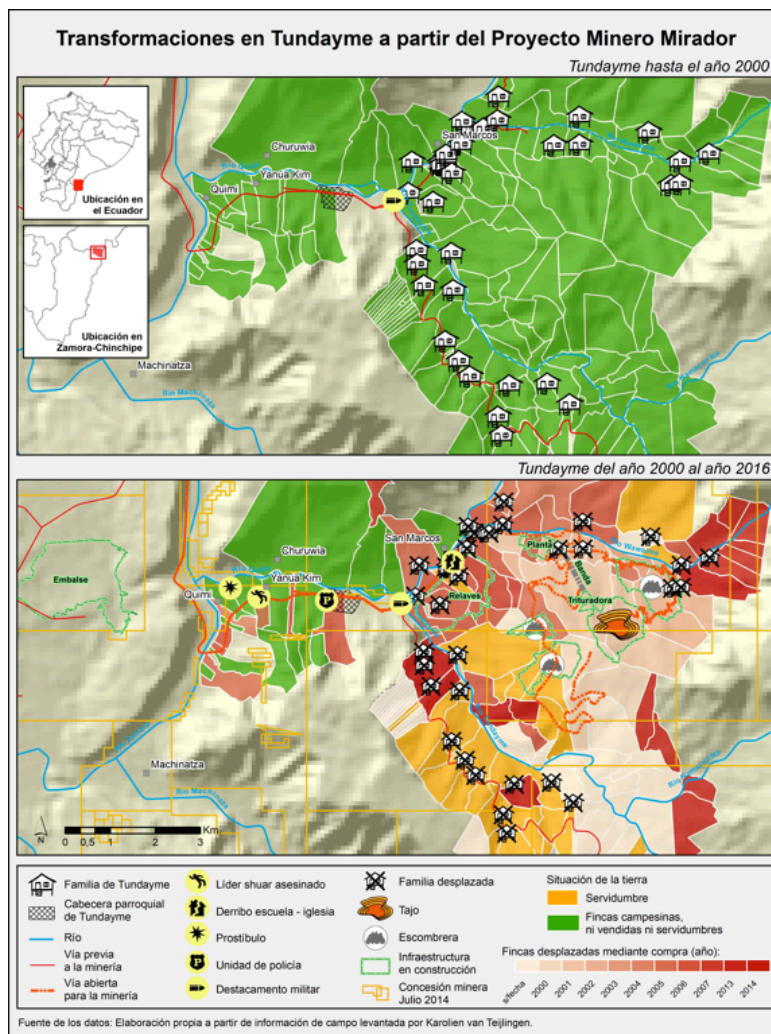 Transformaciones en Tundayme a partir del Proyecto Minero Mirador
Tundayme hasta el año 2000
Ubicación en
el Ecuador
Ubicación en
Zamora-Chinchipe
Churuwia
Yanua Kim
Quimi
San Marcos
Machinatza
Río Machinatza
Tundayme del año 2000 al año 2016
Embalse
Churuwia
San Marcos
Yanua Kim
Quimi
Planta
Río Wawayme
Banda
Relaves
Trituradora
Machinatza
Río Machinatza
N
0 0,5 1 2 3 Km
Familia de Tundayme
Cabecera parroquial
de Tundayme
Río
Vía previa
a la minería
Vía abierta
para la minería
Líder shuar asesinado
Derribo escuela - iglesia
Prostíbulo
Unidad de policía
Destacamento militar
Familia desplazada
Tajo
Escombrera
Infraestructura
en construcción
Concesión minera
Julio 2014
Situación de la tierra
Servidumbre
Fincas campesinas,
ni vendidas ni servidumbres
Fincas desplazadas mediante compra (año):
s/fecha 2000 2001 2002 2003 2004 2005 2006 2007 2013 2014
Fuente de los datos: Elaboración propia a partir de información de campo levantada por Karolien van Teijlingen.